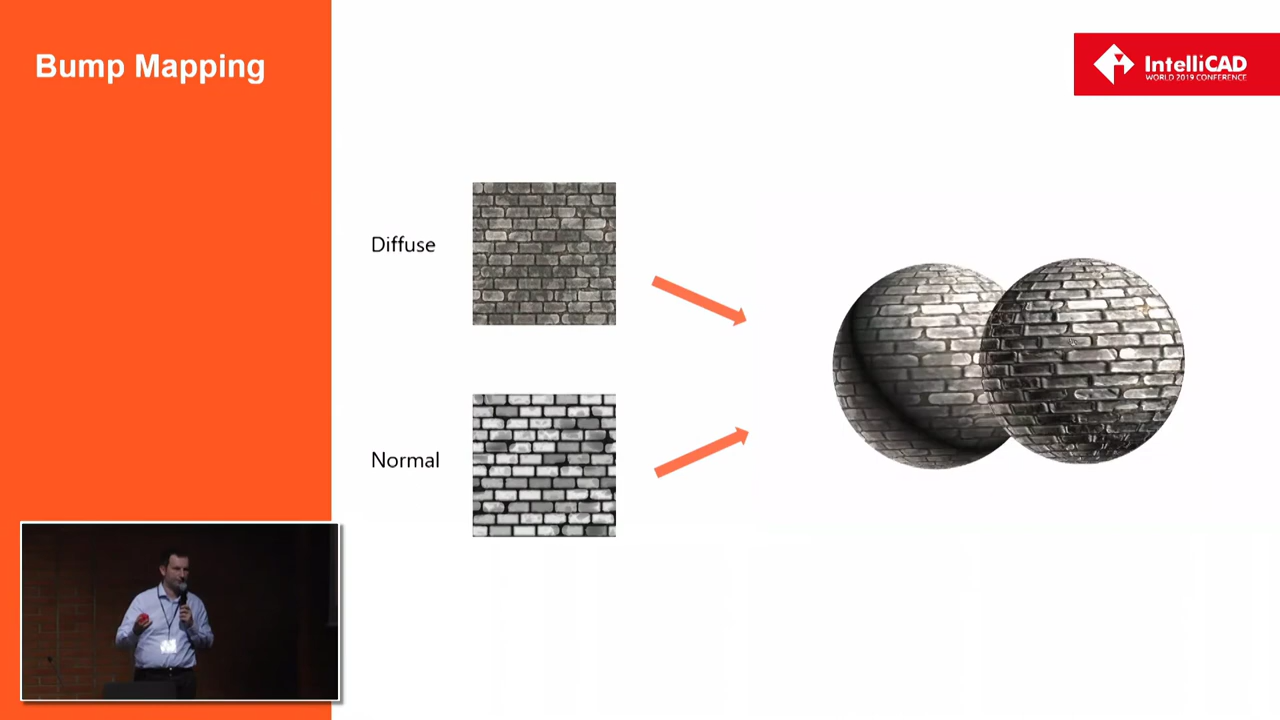 Bump Mapping
IntelliCAD
WORLD 2019 CONFERENCE
Diffuse
Normal